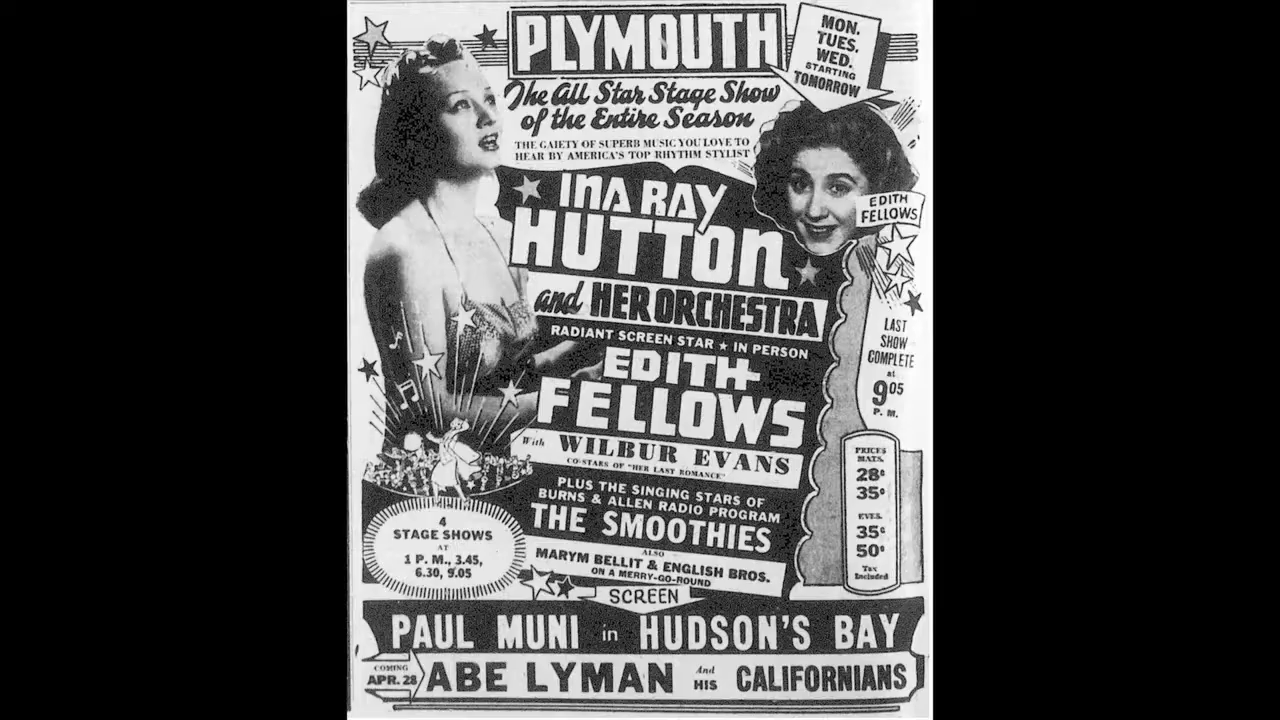 PLYMOUTH
MON.
TUES.
WED.
STARTING
TOMORROW
The All Star Stage Show
of the Entire Season
THE GAIETY OF SUPERB MUSIC YOU LOVE TO
HEAR BY AMERICA'S TOP RHYTHM STYLIST
INA RAY
HUTTON
and HER ORCHESTRA
EDITH
FELLOWS
RADIANT SCREEN STAR ★ IN PERSON
EDITH
FELLOWS
With WILBUR EVANS
CO-STARS OF "HER LAST ROMANCE"
PLUS THE SINGING STARS OF
BURNS & ALLEN RADIO PROGRAM
THE SMOOTHIES
ALSO
MARYM BELLIT & ENGLISH BROS.
ON A MERRY-GO-ROUND
LAST
SHOW
COMPLETE
at
9.05
P. M.
PRICES
MATS.
28¢
35¢
EVES.
35¢
50¢
Tax
Included
4
STAGE SHOWS
AT
1 P. M., 3.45,
6.30, 9.05
SCREEN
PAUL MUNI in HUDSON'S BAY
COMING
APR. 28
ABE LYMAN And HIS CALIFORNIANS